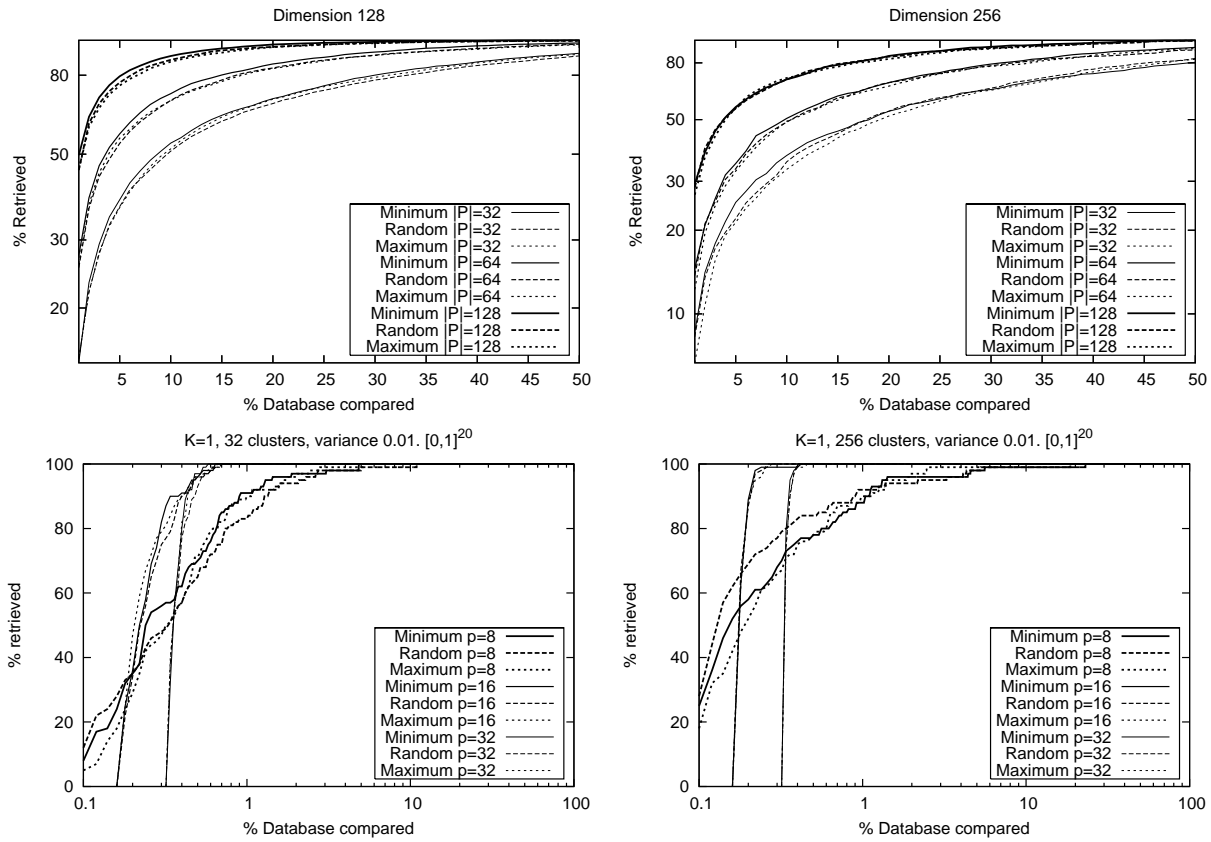 Dimension 128
% Retrieved
80
50
30
20
Minimum |P|=32
Random |P|=32
Maximum |P|=32
Minimum |P|=64
Random |P|=64
Maximum |P|=64
Minimum |P|=128
Random |P|=128
Maximum |P|=128
5 10 15 20 25 30 35 40 45 50
% Database compared
Dimension 256
% Retrieved
80
50
30
20
10
Minimum |P|=32
Random |P|=32
Maximum |P|=32
Minimum |P|=64
Random |P|=64
Maximum |P|=64
Minimum |P|=128
Random |P|=128
Maximum |P|=128
5 10 15 20 25 30 35 40 45 50
% Database compared
K=1, 32 clusters, variance 0.01. [0,1]^20
% retrieved
100
80
60
40
20
0
Minimum p=8
Random p=8
Maximum p=8
Minimum p=16
Random p=16
Maximum p=16
Minimum p=32
Random p=32
Maximum p=32
0.1 1 10 100
% Database compared
K=1, 256 clusters, variance 0.01. [0,1]^20
% retrieved
100
80
60
40
20
0
Minimum p=8
Random p=8
Maximum p=8
Minimum p=16
Random p=16
Maximum p=16
Minimum p=32
Random p=32
Maximum p=32
0.1 1 10 100
% Database compared